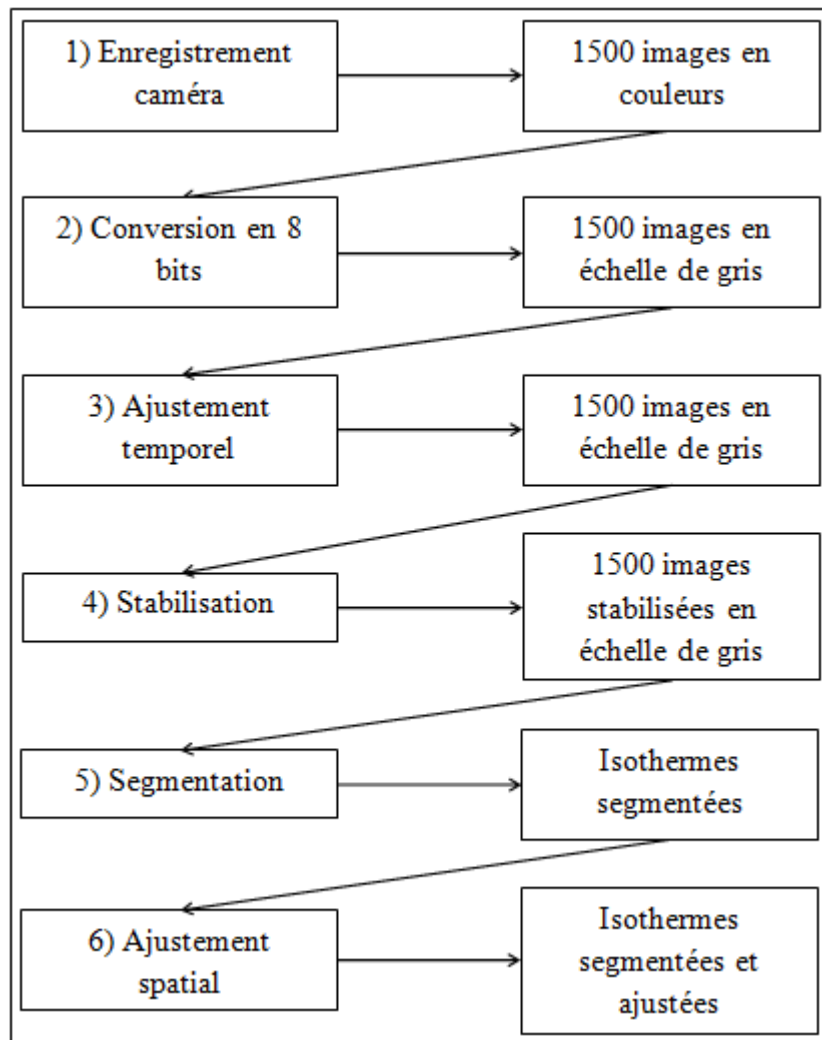 1) Enregistrement
caméra
1500 images en
couleurs
2) Conversion en 8
bits
1500 images en
échelle de gris
3) Ajustement
temporel
1500 images en
échelle de gris
4) Stabilisation
1500 images
stabilisées en
échelle de gris
5) Segmentation
Isothermes
segmentées
6) Ajustement
spatial
Isothermes
segmentées et
ajustées